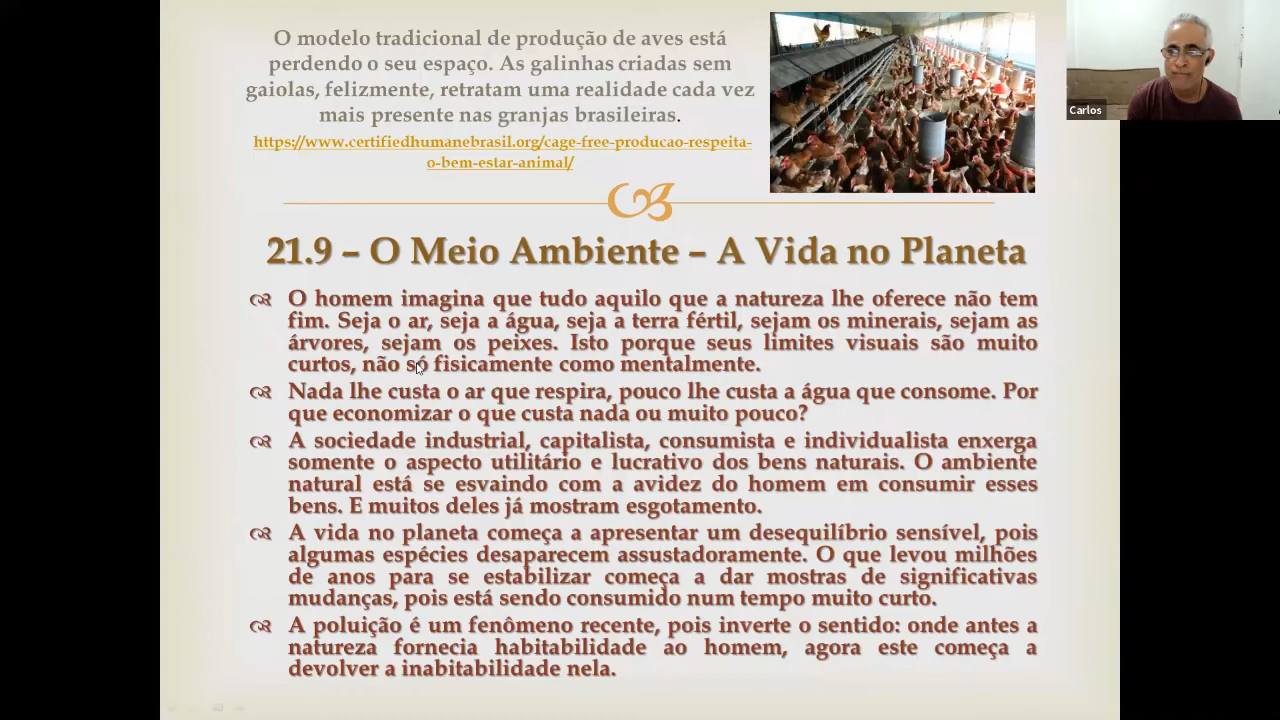 O modelo tradicional de produção de aves está
perdendo o seu espaço. As galinhas criadas sem
gaiolas, felizmente, retratam uma realidade cada vez
mais presente nas granjas brasileiras.
https://www.certifiedhumanebrasil.org/cage-free-producao-respeita-
o-bem-estar-animal/
Carlos
21.9 – O Meio Ambiente – A Vida no Planeta
O homem imagina que tudo aquilo que a natureza lhe oferece não tem
fim. Seja o ar, seja a água, seja a terra fértil, sejam os minerais, sejam as
árvores, sejam os peixes. Isto porque seus limites visuais são muito
curtos, não só fisicamente como mentalmente.
Nada lhe custa o ar que respira, pouco lhe custa a água que consome. Por
que economizar o que custa nada ou muito pouco?
A sociedade industrial, capitalista, consumista e individualista enxerga
somente o aspecto utilitário e lucrativo dos bens naturais. O ambiente
natural está se esvaindo com a avidez do homem em consumir esses
bens. E muitos deles já mostram esgotamento.
A vida no planeta começa a apresentar um desequilíbrio sensível, pois
algumas espécies desaparecem assustadoramente. O que levou milhões
de anos para se estabilizar começa a dar mostras de significativas
mudanças, pois está sendo consumido num tempo muito curto.
A poluição é um fenômeno recente, pois inverte o sentido: onde antes a
natureza fornecia habitabilidade ao homem, agora este começa a
devolver a inabitabilidade nela.